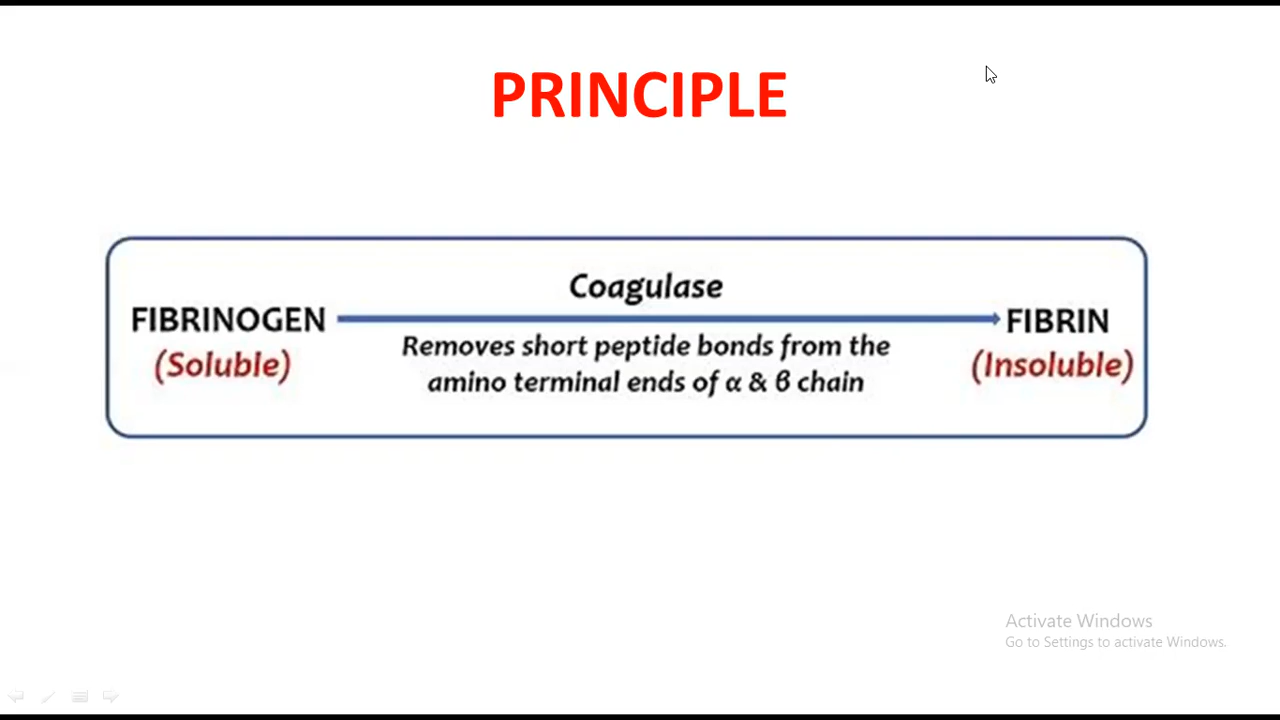 PRINCIPLE
Coagulase
FIBRINOGEN
FIBRIN
(Soluble)
Removes short peptide bonds from the
amino terminal ends of α & β chain
(Insoluble)
Activate Windows
Go to Settings to activate Windows.